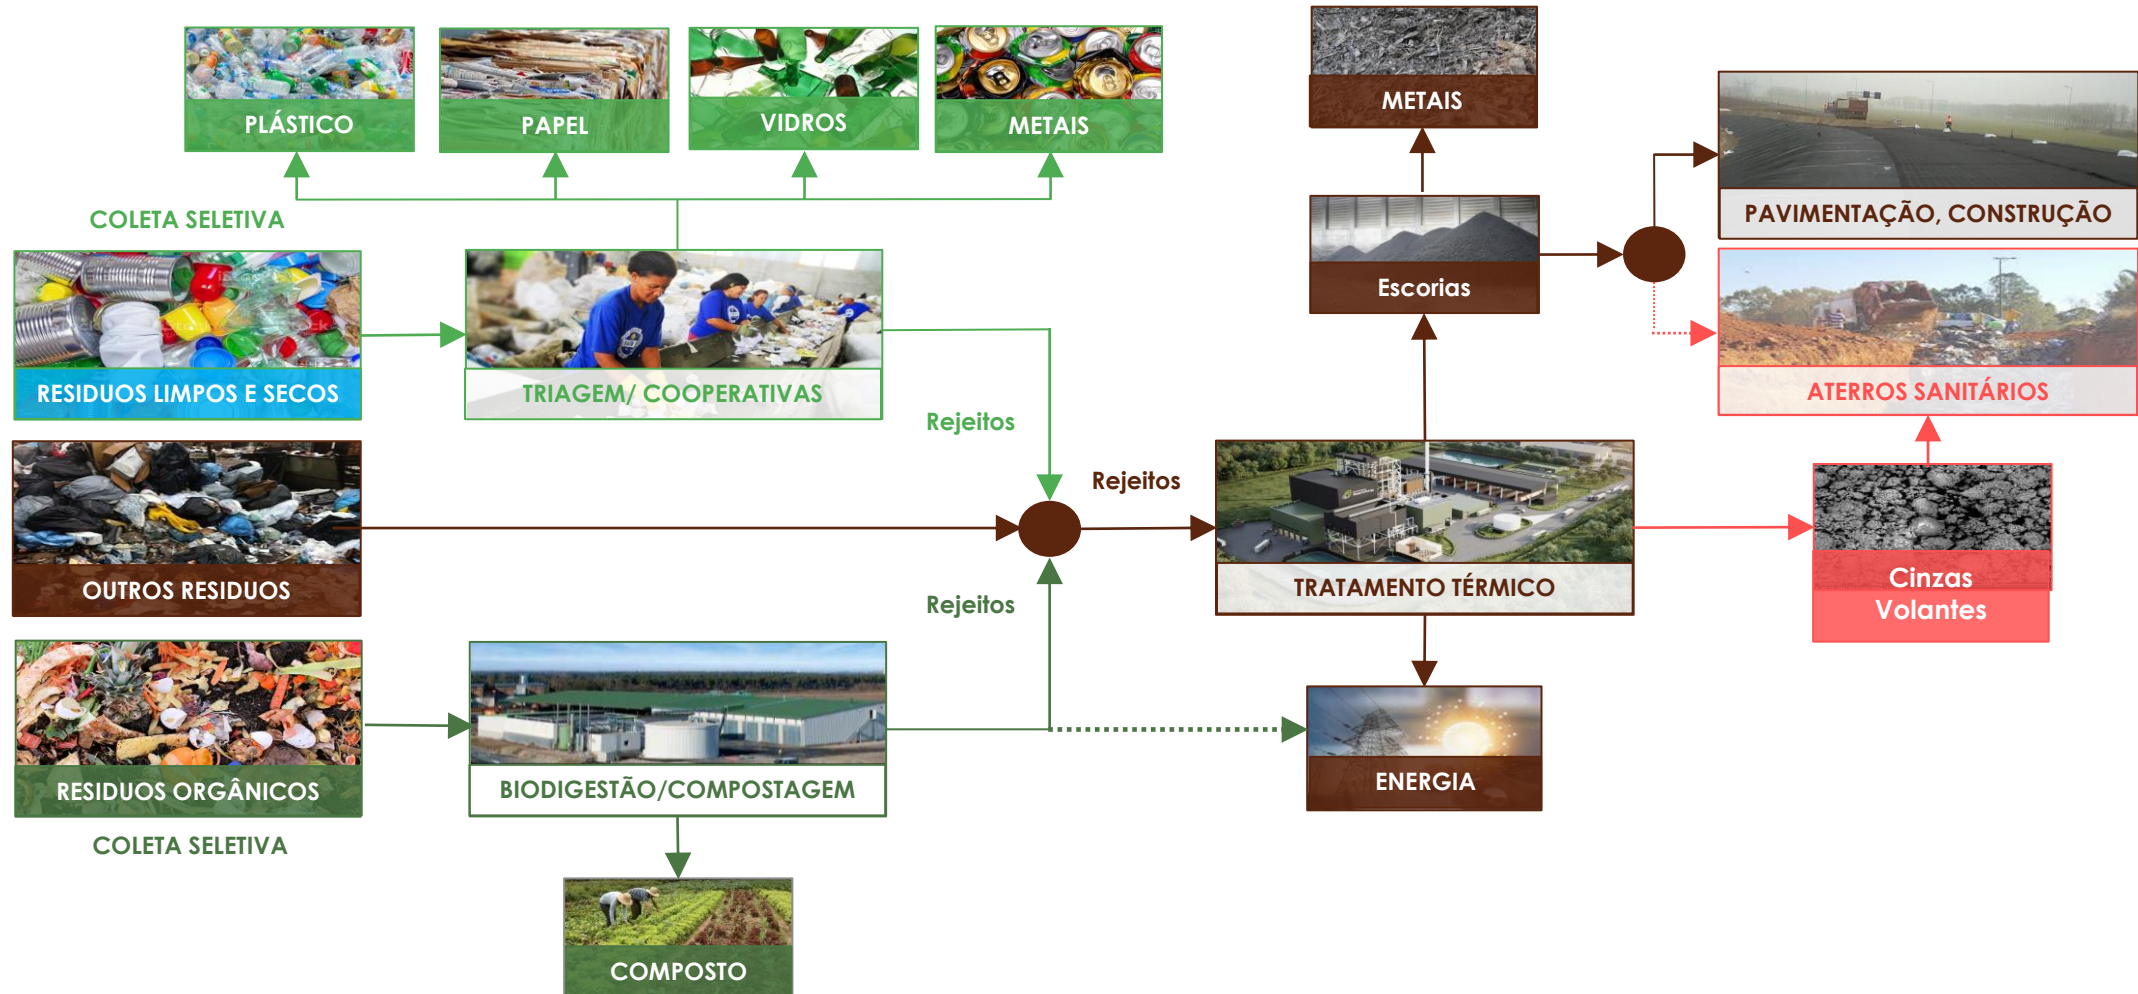 PLÁSTICO
PAPEL
VIDROS
METAIS
METAIS
PAVIMENTAÇÃO, CONSTRUÇÃO
COLETA SELETIVA
RESIDUOS LIMPOS E SECOS
TRIAGEM/ COOPERATIVAS
Escorias
ATERROS SANITÁRIOS
Rejeitos
Rejeitos
OUTROS RESIDUOS
TRATAMENTO TÉRMICO
Cinzas
Volantes
Rejeitos
RESIDUOS ORGÂNICOS
BIODIGESTÃO/COMPOSTAGEM
ENERGIA
COLETA SELETIVA
COMPOSTO